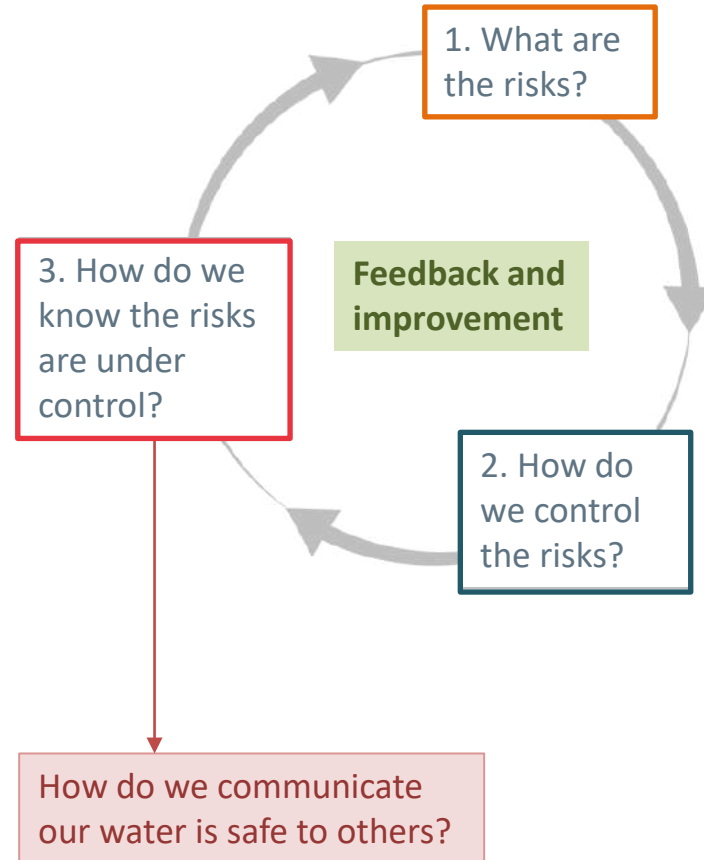 1. What are
the risks?
3. How do we
know the risks
are under
control?
Feedback and
improvement
2. How do
we control
the risks?
How do we communicate
our water is safe to others?